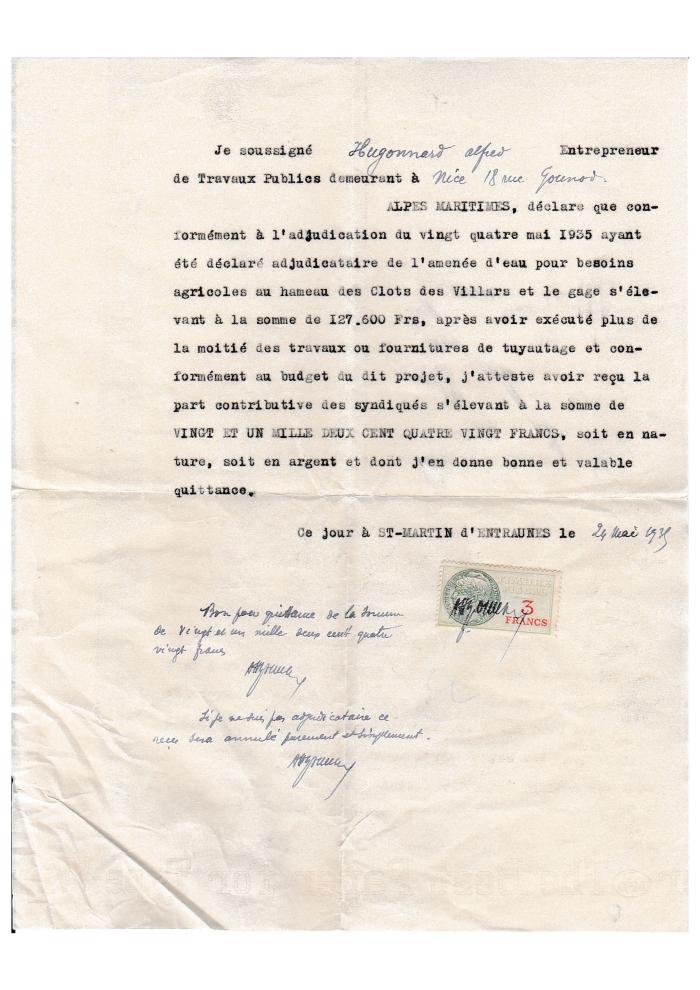 Je soussigné Hugonnard alfred Entrepreneur
de Travaux Publics demeurant à Nice 18 rue Gounod.
ALPES MARITIMES, déclare que con-
formément à l'adjudication du vingt quatre mai I935 ayant
été déclaré adjudicataire de l'amenée d'eau pour besoins
agricoles au hameau des Clots des Villars et le gage s'éle-
vant à la somme de I27.600 Frs, après avoir exécuté plus de
la moitié des travaux ou fournitures de tuyautage et con-
formément au budget du dit projet, j'atteste avoir reçu la
part contributive des syndiqués s'élevant à la somme de
VINGT ET UN MILLE DEUX CENT QUATRE VINGT FRANCS, soit en na-
ture, soit en argent et dont j'en donne bonne et valable
quittance.
Ce jour à ST-MARTIN d'ENTRAUNES le 24 Mai 1935
3
FRANCS
Bon pour quittance de la somme
de Vingt et un mille deux cent quatre
vingt francs
Si je ne suis pas adjudicataire ce
reçu sera annulé purement et simplement.